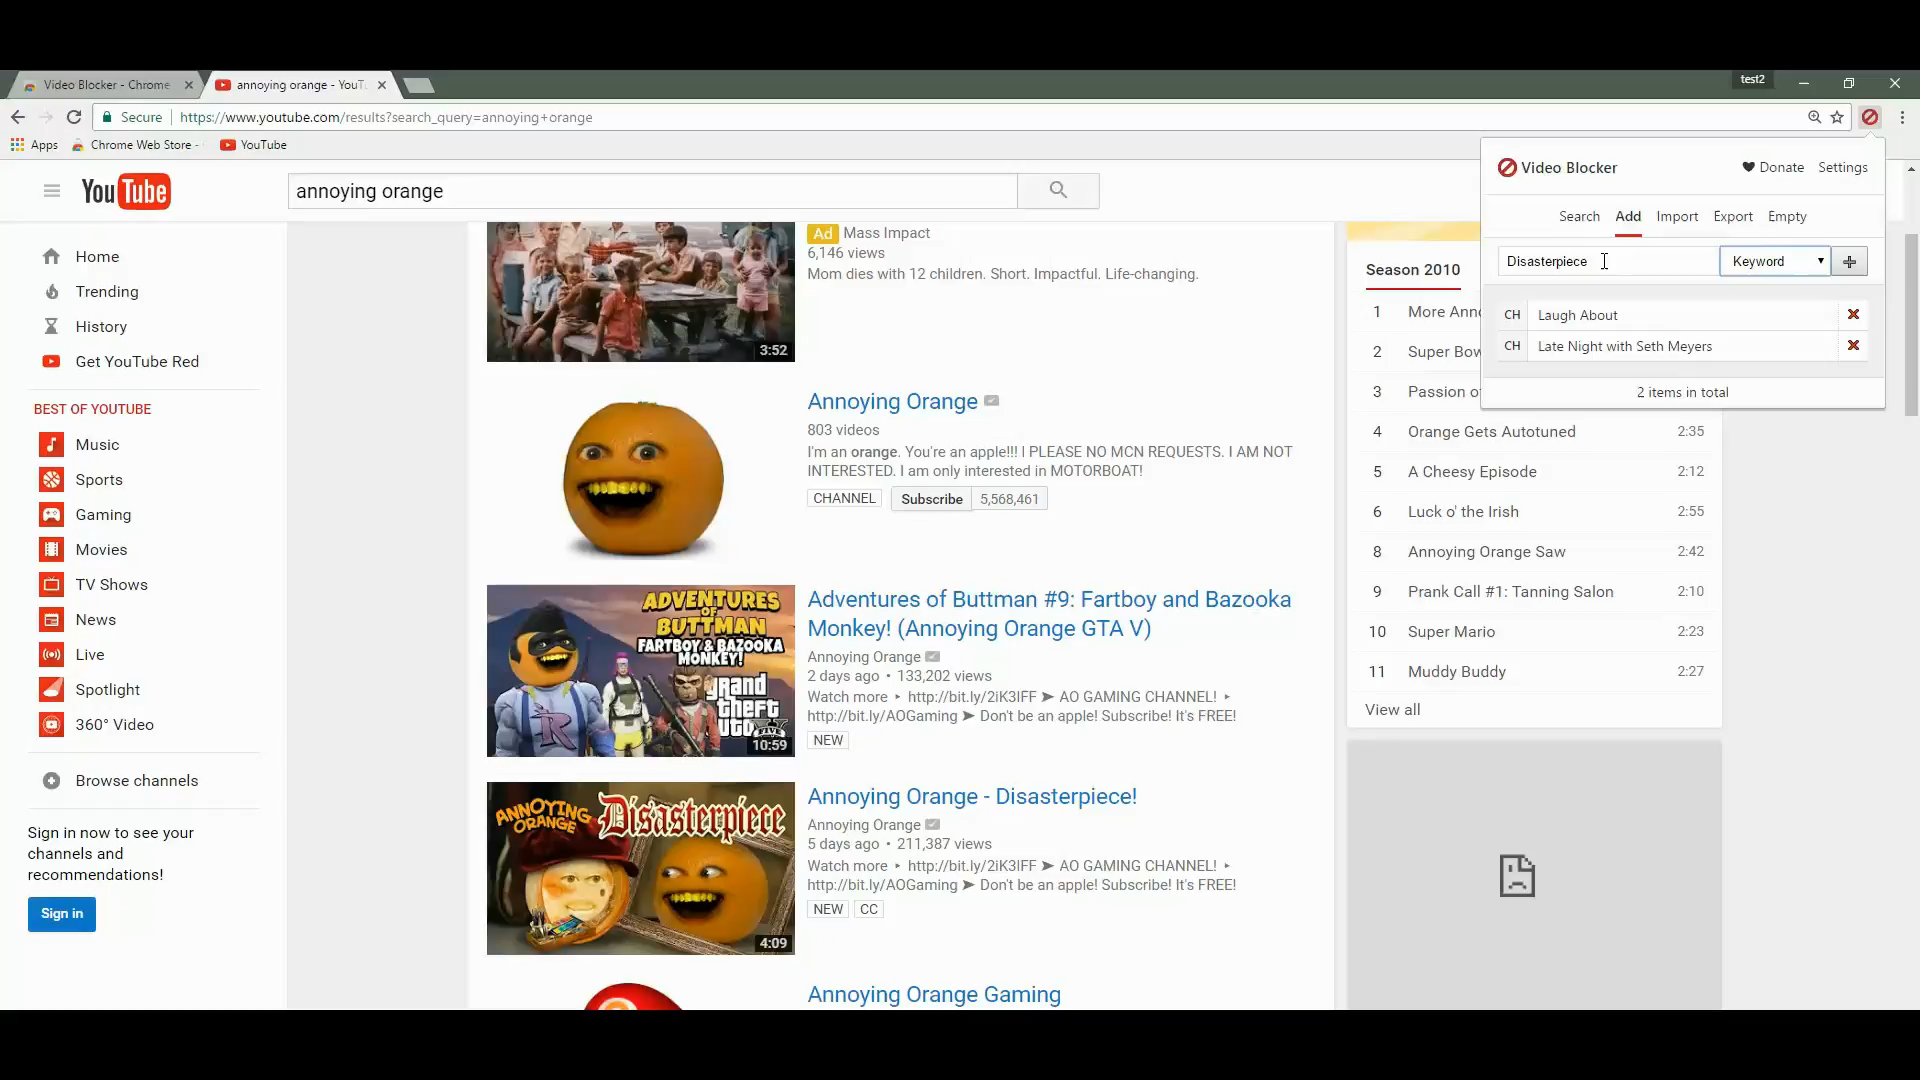 Video Blocker - Chrome
annoying orange - YouT
test2
Secure
https://www.youtube.com/results?search_query=annoying+orange
Apps
Chrome Web Store -
YouTube
YouTube
annoying orange
Video Blocker
Donate
Settings
Search
Add
Import
Export
Empty
Disasterpiece
Keyword
CH
Laugh About
CH
Late Night with Seth Meyers
2 items in total
Home
Trending
History
Get YouTube Red
BEST OF YOUTUBE
Music
Sports
Gaming
Movies
TV Shows
News
Live
Spotlight
360° Video
Browse channels
Sign in now to see your
channels and
recommendations!
Sign in
Ad Mass Impact
6,146 views
Mom dies with 12 children. Short. Impactful. Life-changing.
3:52
Annoying Orange
803 videos
I'm an orange. You're an apple!!! I PLEASE NO MCN REQUESTS. I AM NOT
INTERESTED. I am only interested in MOTORBOAT!
CHANNEL
Subscribe
5,568,461
ADVENTURES
OF
BUTTMAN
FARTBOY & BAZOOKA
MONKEY!
grand
theft
10:59
Adventures of Buttman #9: Fartboy and Bazooka
Monkey! (Annoying Orange GTA V)
Annoying Orange
2 days ago • 133,202 views
Watch more ‣ http://bit.ly/2iK3IFF ➤ AO GAMING CHANNEL! ‣
http://bit.ly/AOGaming ➤ Don't be an apple! Subscribe! It's FREE!
NEW
ANNOYING
ORANGE
Disasterpiece
4:09
Annoying Orange - Disasterpiece!
Annoying Orange
5 days ago • 211,387 views
Watch more ‣ http://bit.ly/2iK3IFF ➤ AO GAMING CHANNEL! ‣
http://bit.ly/AOGaming ➤ Don't be an apple! Subscribe! It's FREE!
NEW
CC
Annoying Orange Gaming
Season 2010
1 More Ann
2 Super Bow
3 Passion o
4 Orange Gets Autotuned 2:35
5 A Cheesy Episode 2:12
6 Luck o' the Irish 2:55
8 Annoying Orange Saw 2:42
9 Prank Call #1: Tanning Salon 2:10
10 Super Mario 2:23
11 Muddy Buddy 2:27
View all